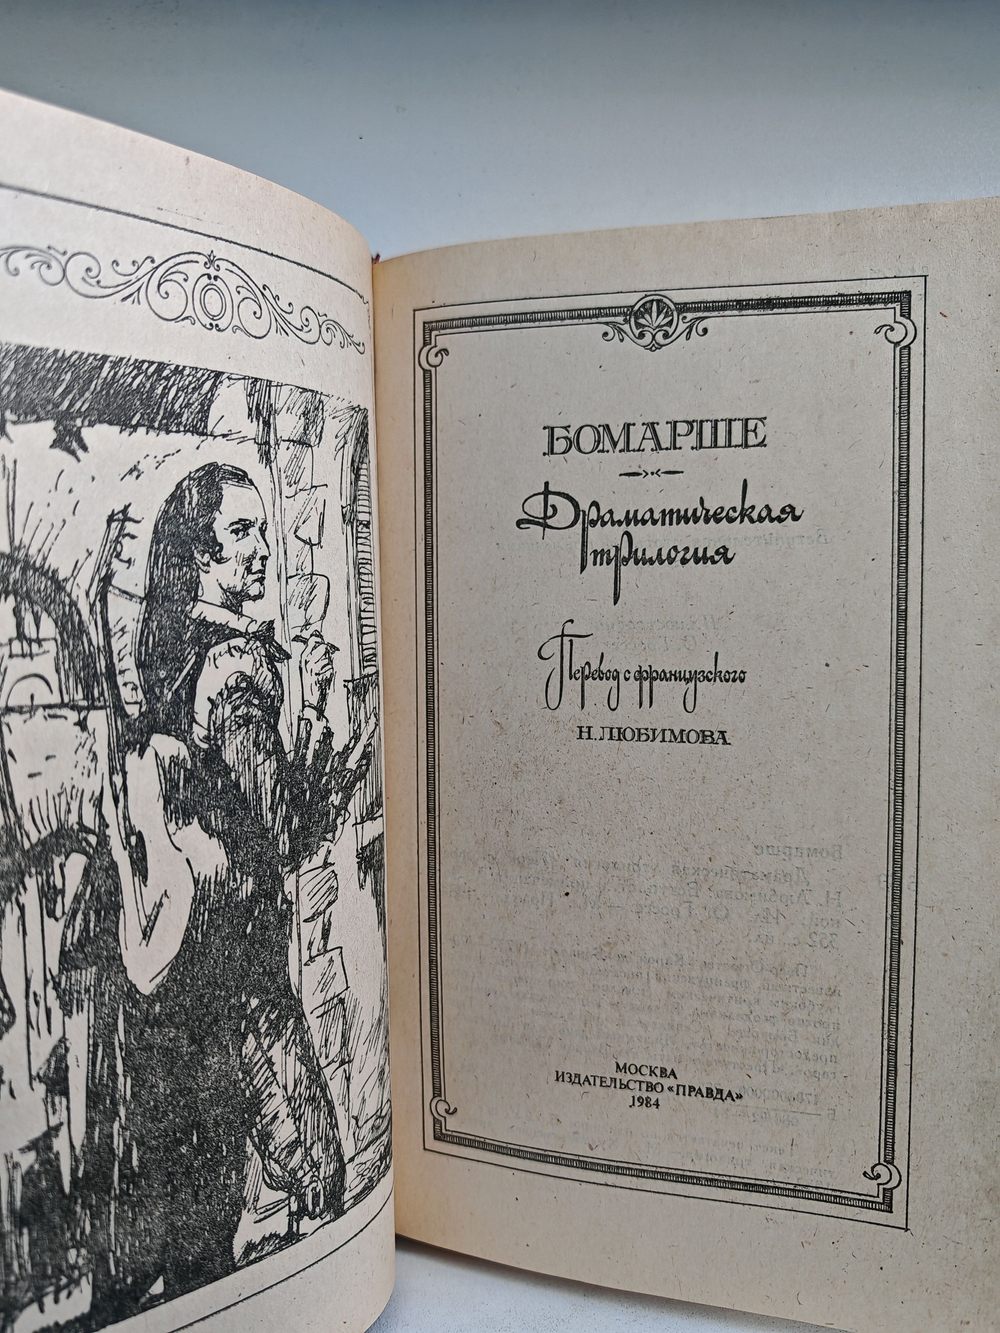 БОМАРШЕ
Драматическая
трилогия
Перевод с французского
Н. ЛЮБИМОВА
МОСКВА
ИЗДАТЕЛЬСТВО «ПРАВДА»
1984